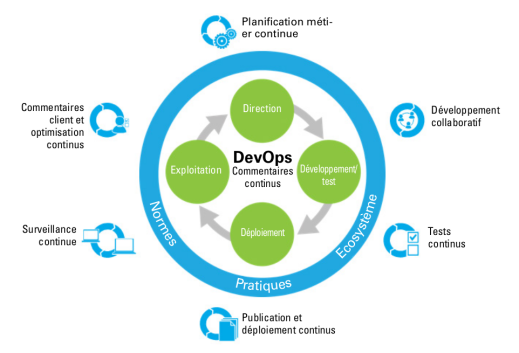 Planification méti-
er continue
Commentaires
client et
optimisation
continus
Développement
collaboratif
Direction
DevOps
Commentaires
continus
Exploitation
Développement/
test
Déploiement
Normes
Pratiques
Ecosystème
Surveillance
continue
Tests
continus
Publication et
déploiement continus